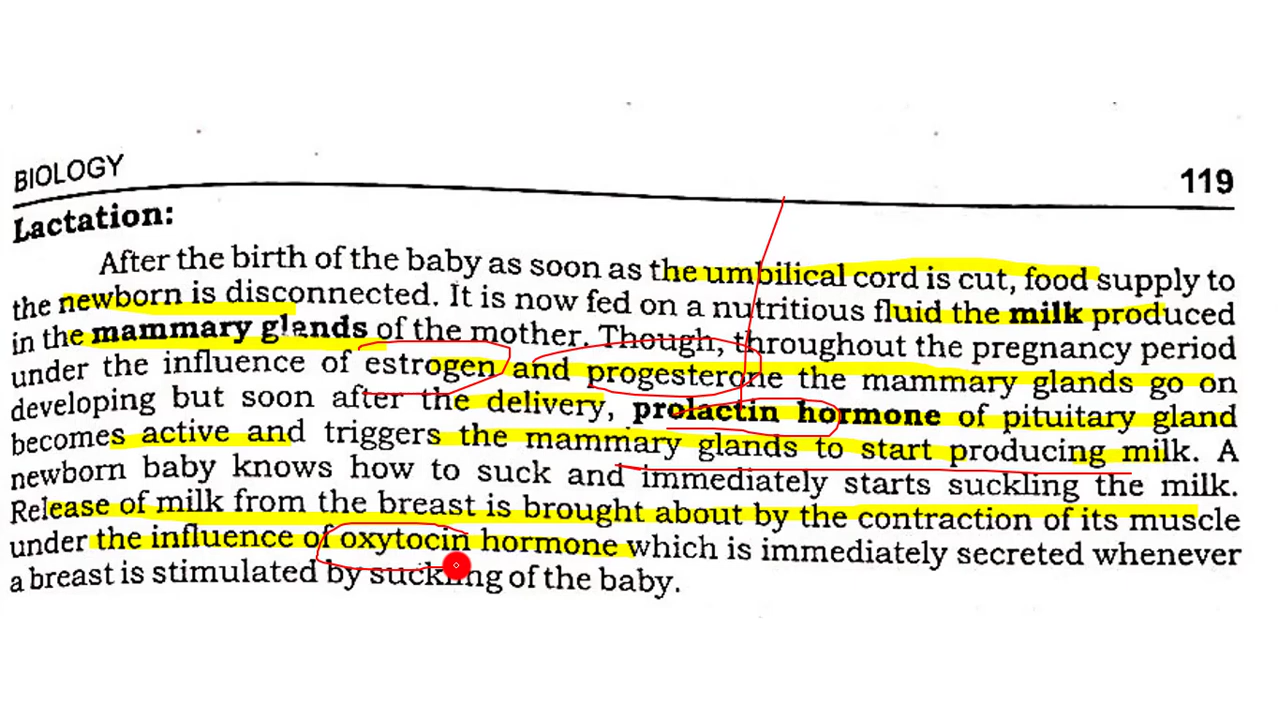 BIOLOGY
119
Lactation:
After the birth of the baby as soon as the umbilical cord is cut, food supply to
the newborn is disconnected. It is now fed on a nutritious fluid the milk produced
in the mammary glands of the mother. Though, throughout the pregnancy period
under the influence of estrogen and progesterone the mammary glands go on
developing but soon after the delivery, prolactin hormone of pituitary gland
becomes active and triggers the mammary glands to start producing milk. A
newborn baby knows how to suck and immediately starts suckling the milk.
Release of milk from the breast is brought about by the contraction of its muscle
under the influence of oxytocin hormone which is immediately secreted whenever
a breast is stimulated by suckling of the baby.